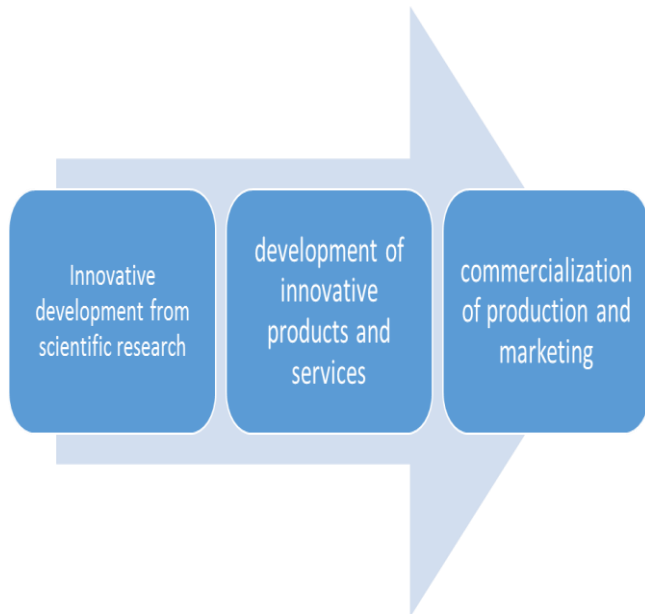 Innovative
development from
scientific research
development of
innovative
products and
services
commercialization
of production and
marketing